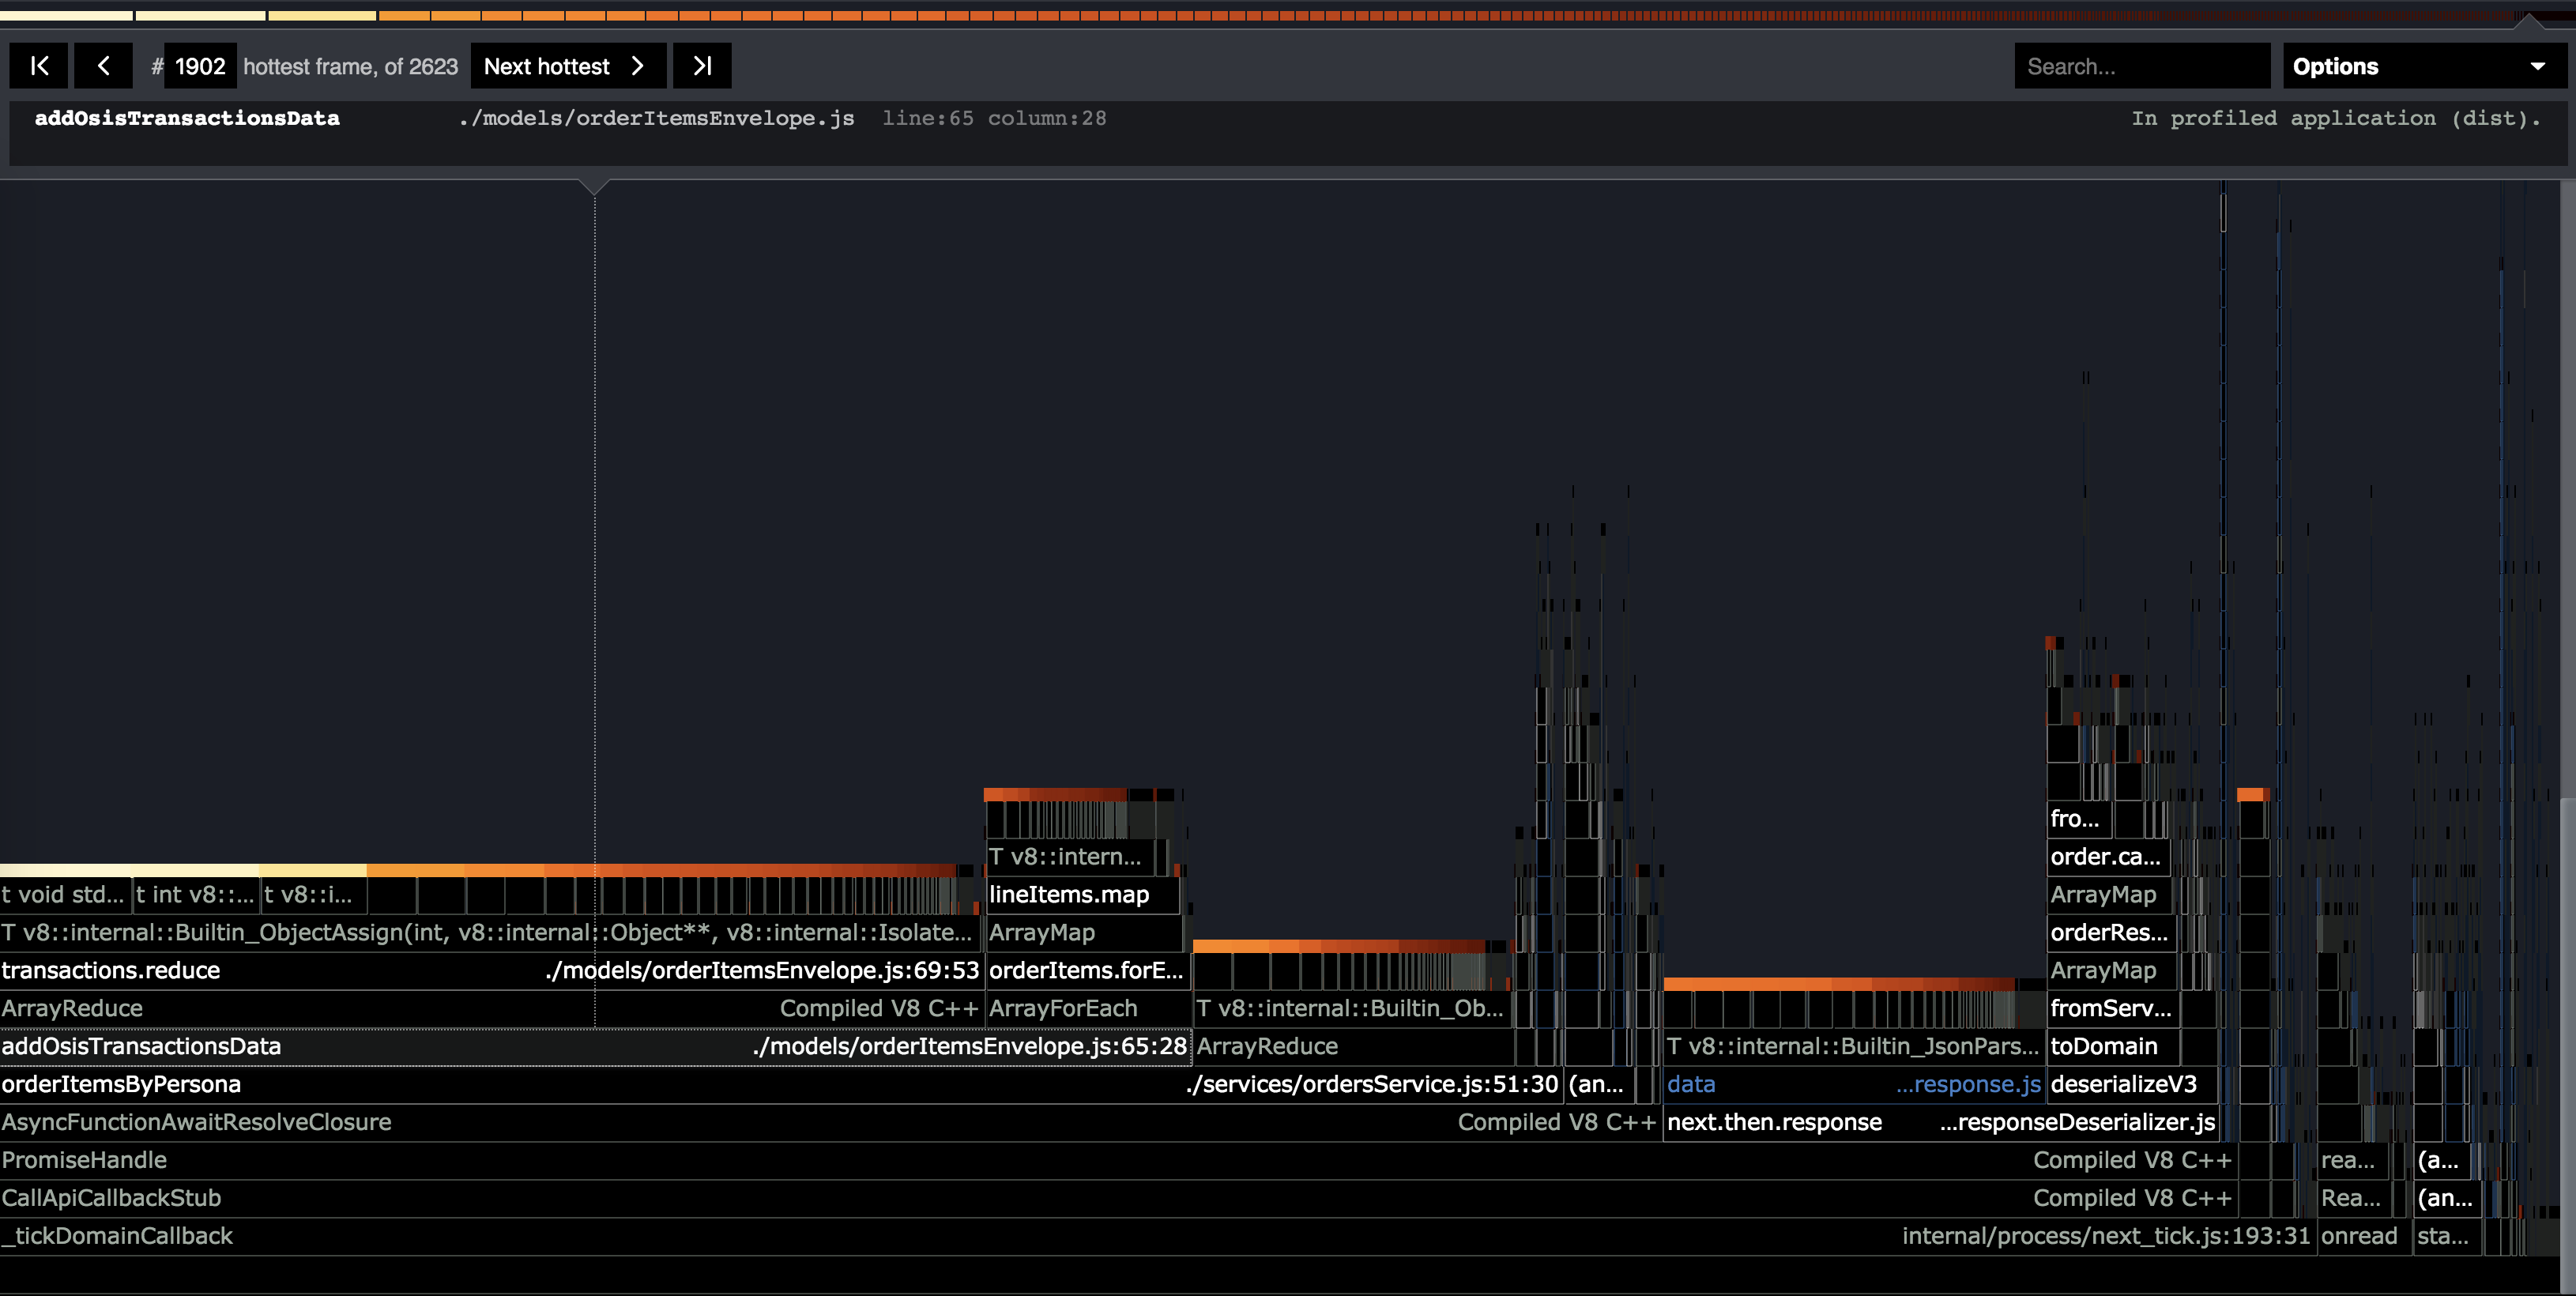 # 1902 hottest frame, of 2623 Next hottest Search... Options
addOsisTransactionsData ./models/orderItemsEnvelope.js line:65 column:28 In profiled application (dist).
fro...
T v8::intern... order.ca...
t void std... t int v8::... t v8::i... lineItems.map ArrayMap
T v8::internal::Builtin_ObjectAssign(int, v8::internal::Object**, v8::internal::Isolate... ArrayMap orderRes...
transactions.reduce ./models/orderItemsEnvelope.js:69:53 orderItems.forE... ArrayMap
ArrayReduce Compiled V8 C++ ArrayForEach T v8::internal::Builtin_Ob... fromServ...
addOsisTransactionsData ./models/orderItemsEnvelope.js:65:28 ArrayReduce T v8::internal::Builtin_JsonPars... toDomain
orderItemsByPersona ./services/ordersService.js:51:30 (an... data ...response.js deserializeV3
AsyncFunctionAwaitResolveClosure Compiled V8 C++ next.then.response ...responseDeserializer.js
PromiseHandle Compiled V8 C++ rea... (a...
CallApiCallbackStub Compiled V8 C++ Rea... (an...
_tickDomainCallback internal/process/next_tick.js:193:31 onread sta...